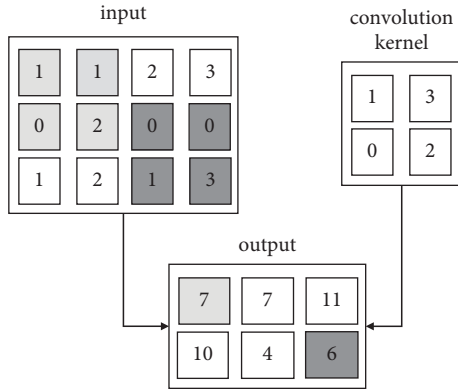 input
convolution
kernel
1 1 2 3
0 2 0 0
1 2 1 3
1 3
0 2
output
7 7 11
10 4 6